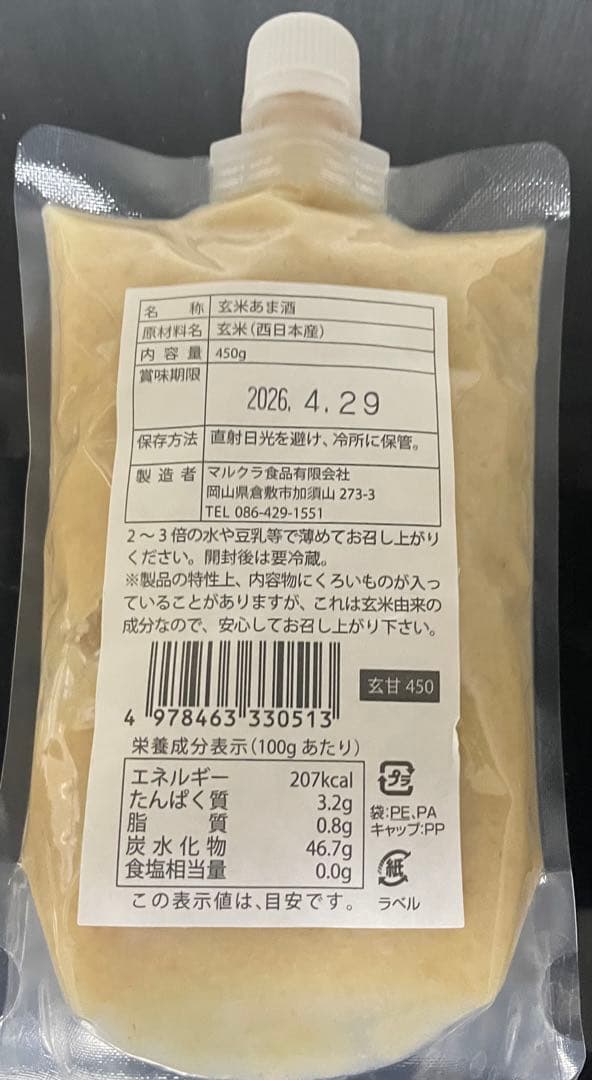 名称 玄米あま酒
原材料名 玄米（西日本産）
内容量 450g
賞味期限 2026. 4. 29
保存方法 直射日光を避け、冷所に保管。
製造者 マルクラ食品有限会社
岡山県倉敷市加須山 273-3
TEL 086-429-1551
2～3倍の水や豆乳等で薄めてお召し上がり
ください。開封後は要冷蔵。
※製品の特性上、内容物にくろいものが入っ
ていることがありますが、これは玄米由来の
成分なので、安心してお召し上がり下さい。
玄甘 450
4 978463 330513
栄養成分表示（100gあたり）
エネルギー 207kcal
たんぱく質 3.2g
脂質 0.8g
炭水化物 46.7g
食塩相当量 0.0g
この表示値は、目安です。
プラ
袋:PE、PA
キャップ:PP
紙
ラベル